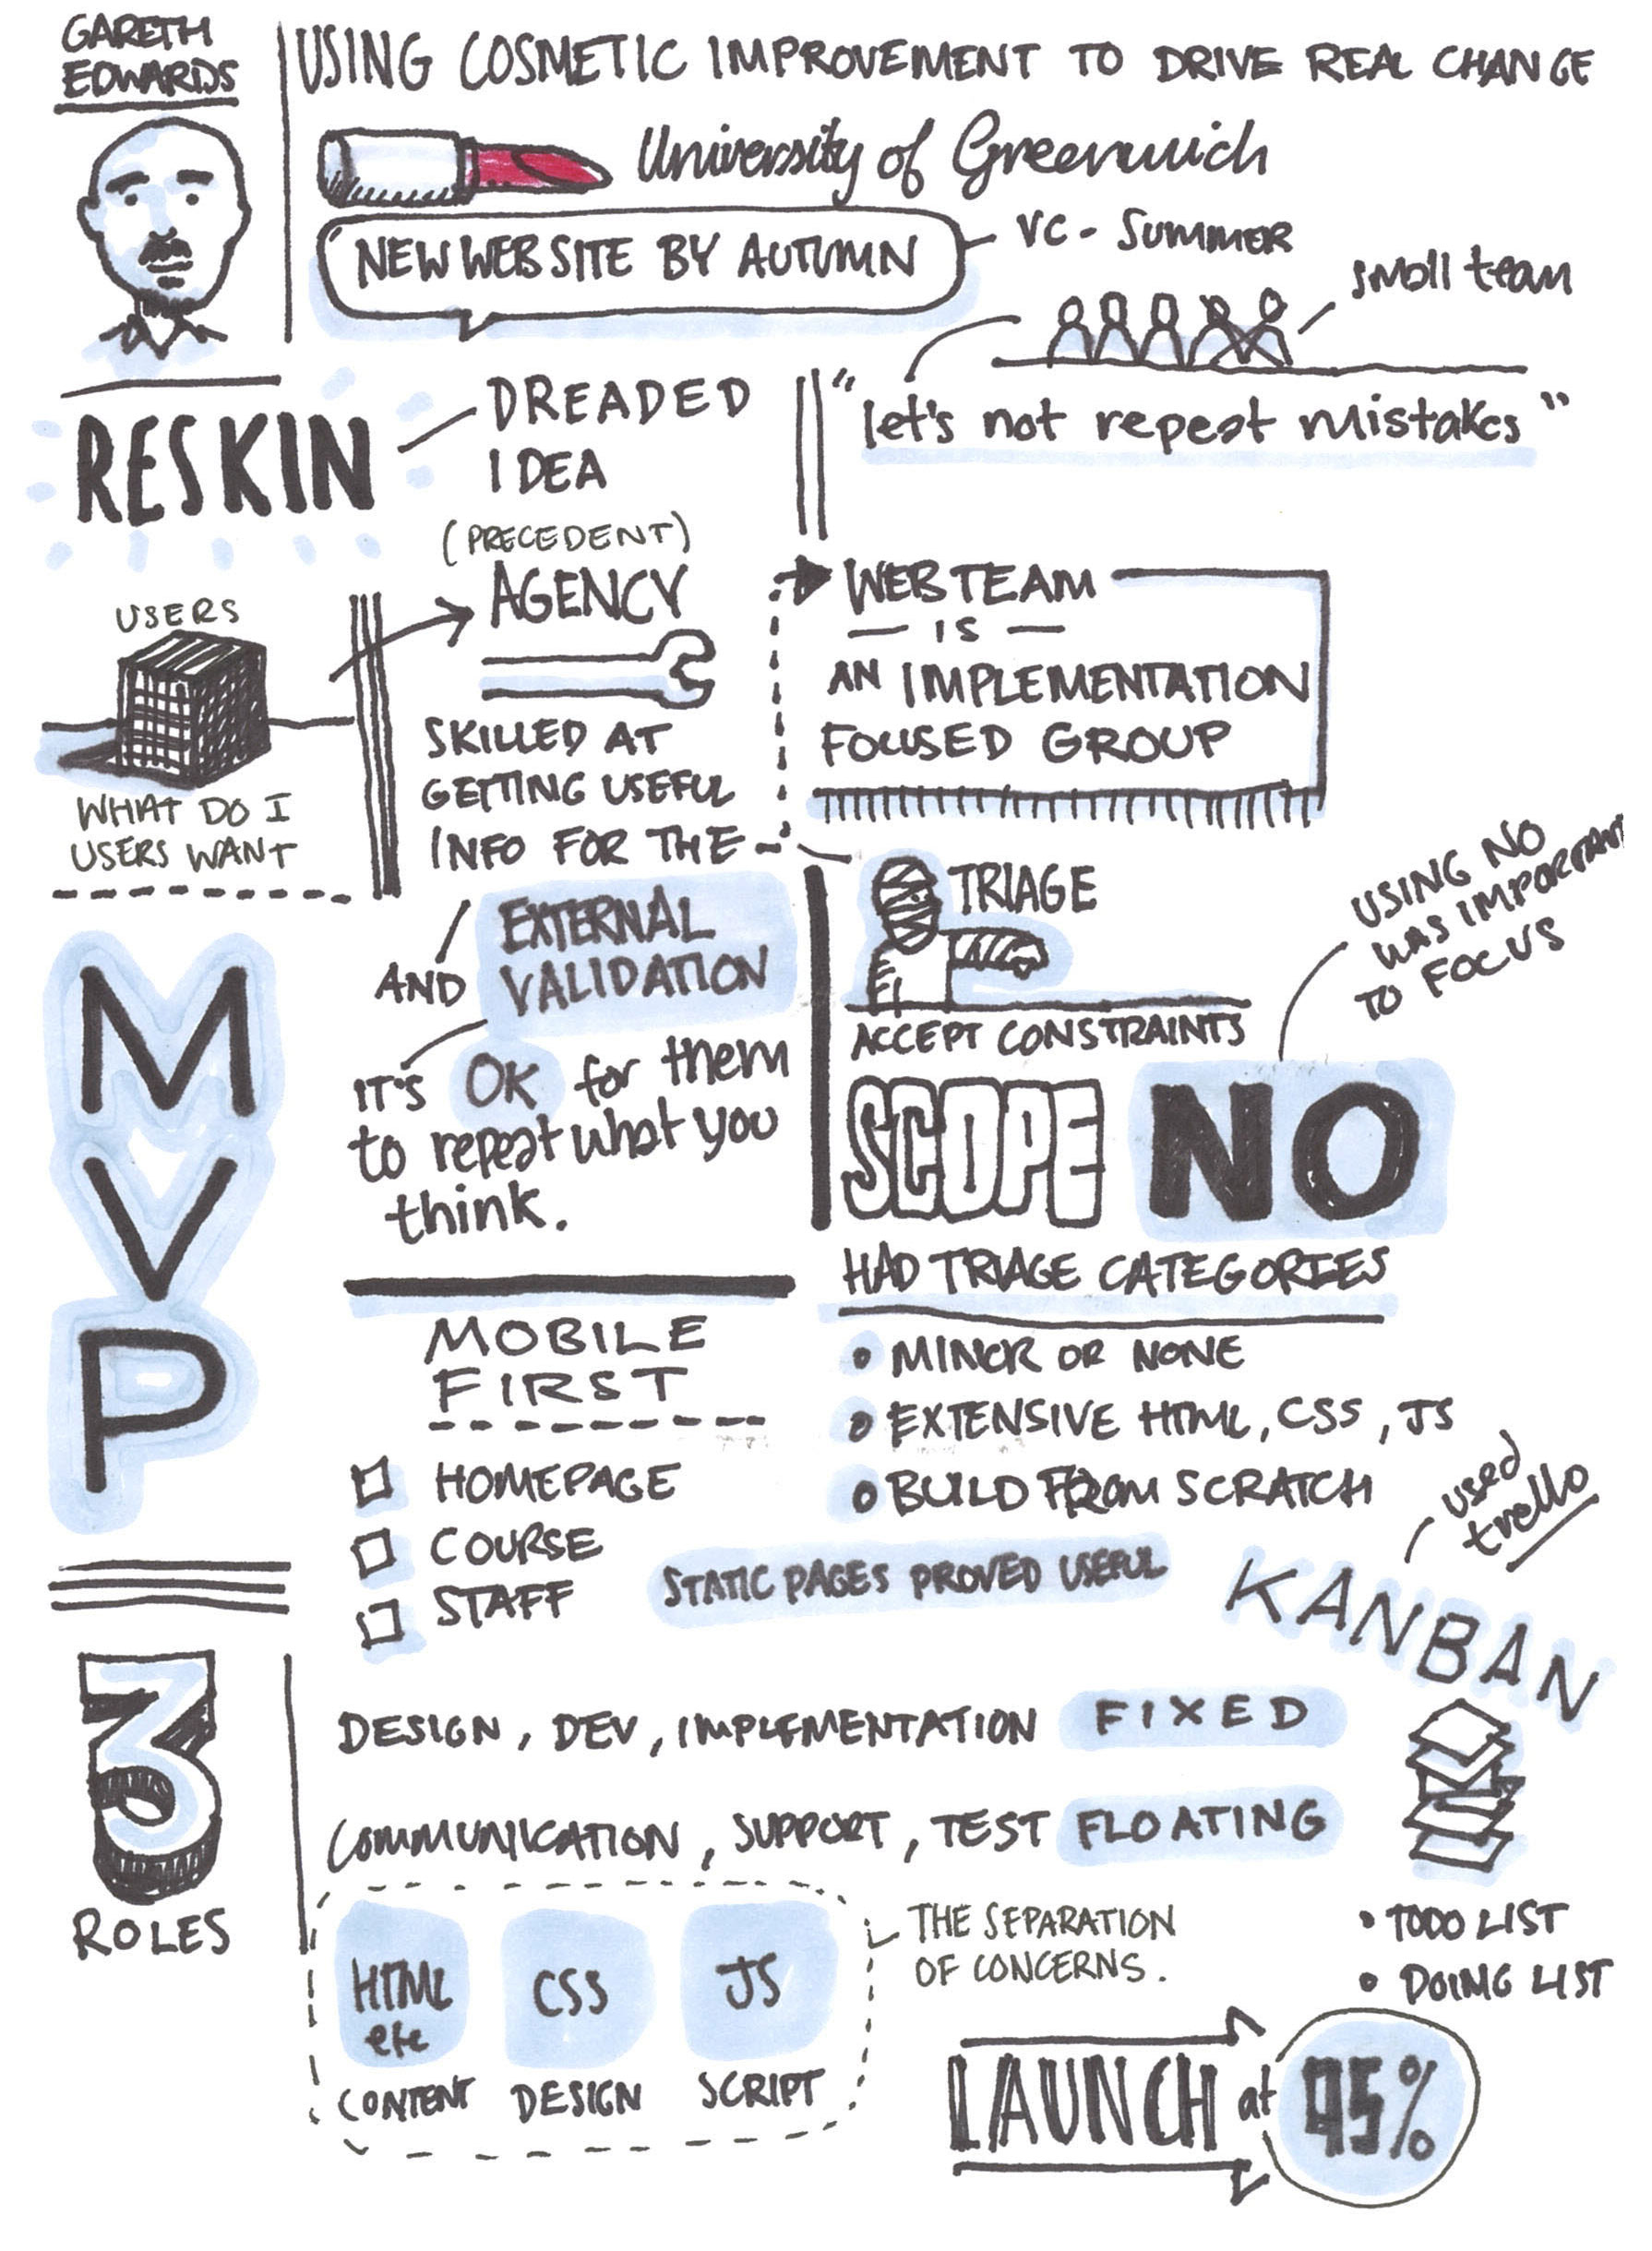 GARETH
EDWARDS
USING COSMETIC IMPROVEMENT TO DRIVE REAL CHANGE
University of Greenwich
NEW WEBSITE BY AUTUMN
VC - SUMMER
small team
"let's not repeat mistakes"
RESKIN
DREADED
IDEA
(PRECEDENT)
AGENCY
USERS
WHAT DO I
USERS WANT
SKILLED AT
GETTING USEFUL
INFO FOR THE
WEB TEAM
— IS —
AN IMPLEMENTATION
FOCUSED GROUP
AND
EXTERNAL
VALIDATION
IT'S OK for them
to repeat what you
think.
TRIAGE
ACCEPT CONSTRAINTS
USING NO
WAS IMPORTANT
TO FOCUS
SCOPE NO
MVP
HAD TRIAGE CATEGORIES
• MINOR OR NONE
• EXTENSIVE HTML, CSS, JS
• BUILD FROM SCRATCH
MOBILE
FIRST
HOMEPAGE
COURSE
STAFF
STATIC PAGES PROVED USEFUL
used
trello
KANBAN
• TODO LIST
• DOING LIST
3
ROLES
DESIGN, DEV, IMPLEMENTATION FIXED
COMMUNICATION, SUPPORT, TEST FLOATING
HTML
etc
CONTENT
CSS
DESIGN
JS
SCRIPT
THE SEPARATION
OF CONCERNS.
LAUNCH at 95%